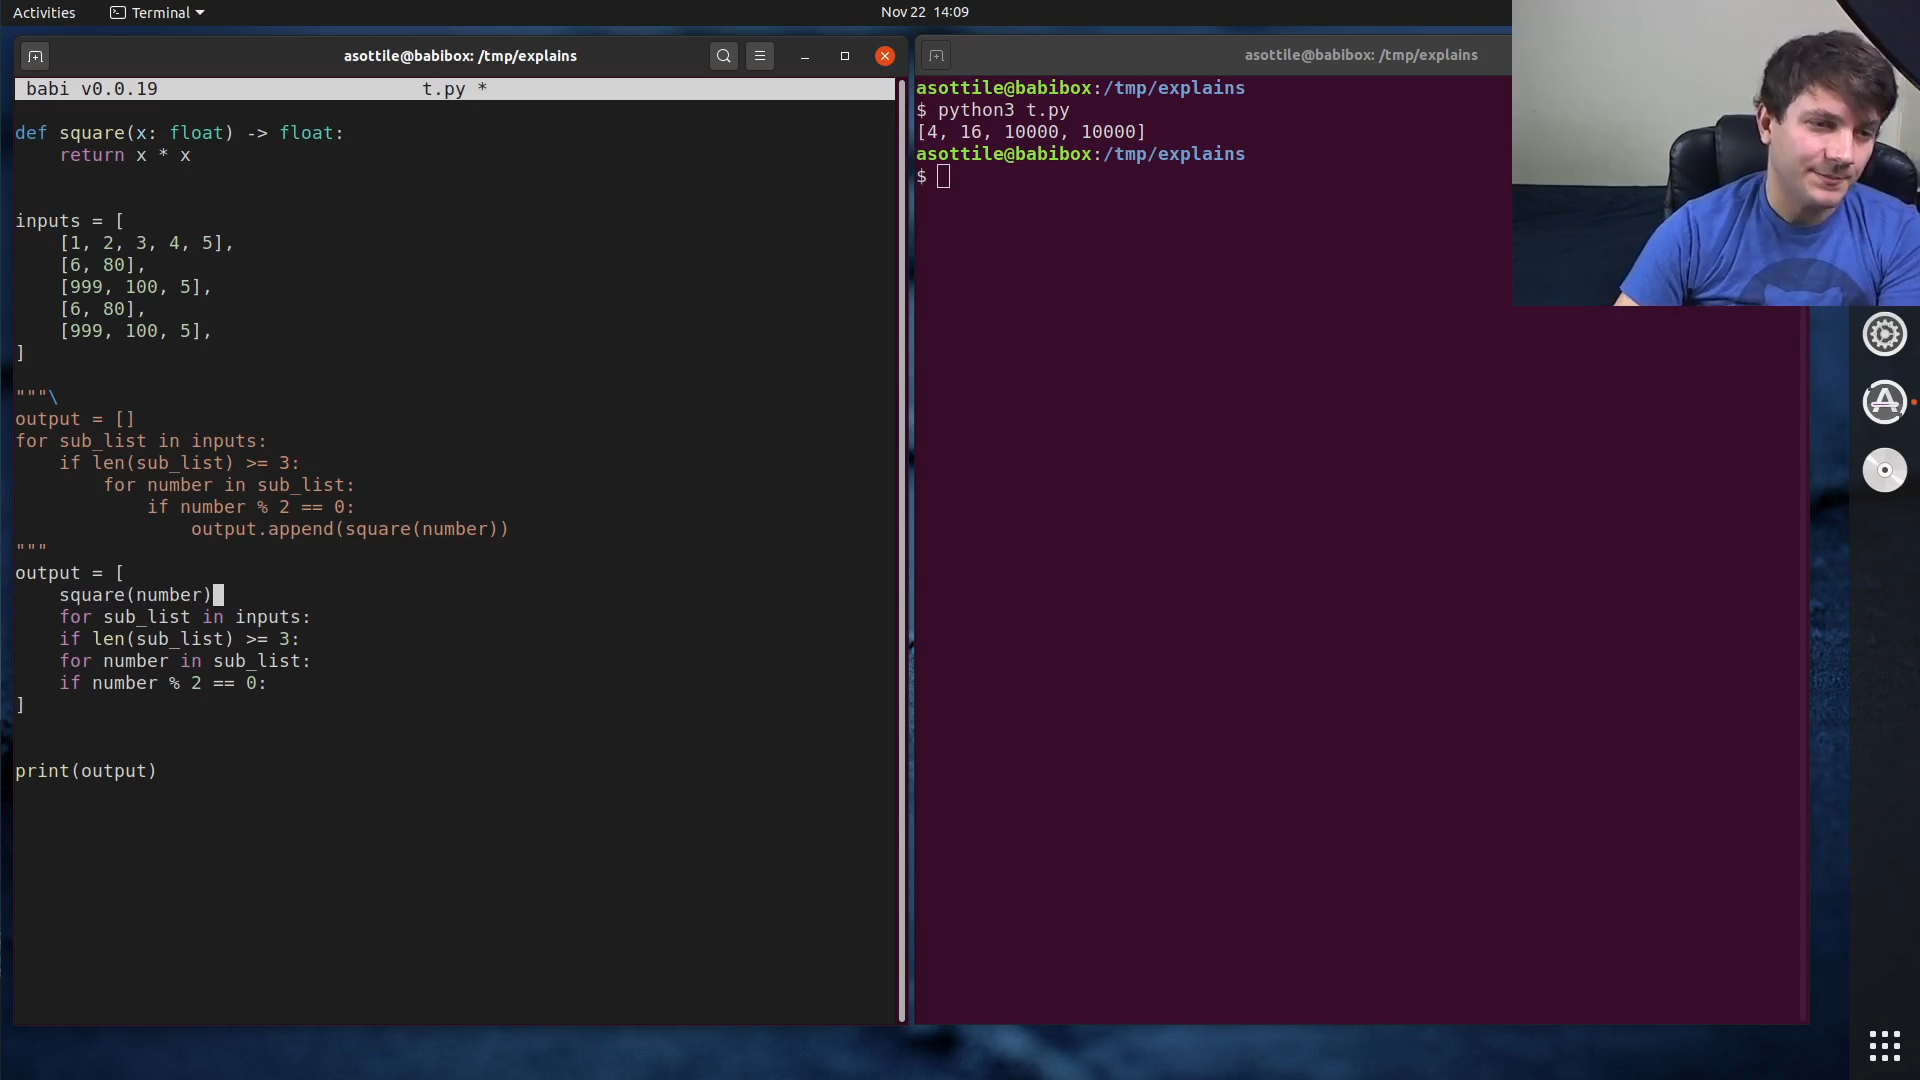 Activities
Terminal
Nov 22 14:09
asottile@babibox: /tmp/explains
babi v0.0.19 t.py *
def square(x: float) -> float:
    return x * x
inputs = [
    [1, 2, 3, 4, 5],
    [6, 80],
    [999, 100, 5],
    [6, 80],
    [999, 100, 5],
]
"""\
output = []
for sub_list in inputs:
    if len(sub_list) >= 3:
        for number in sub_list:
            if number % 2 == 0:
                output.append(square(number))
"""
output = [
    square(number)
    for sub_list in inputs:
    if len(sub_list) >= 3:
    for number in sub_list:
    if number % 2 == 0:
]
print(output)
asottile@babibox: /tmp/explains
asottile@babibox:/tmp/explains
$ python3 t.py
[4, 16, 10000, 10000]
asottile@babibox:/tmp/explains
$